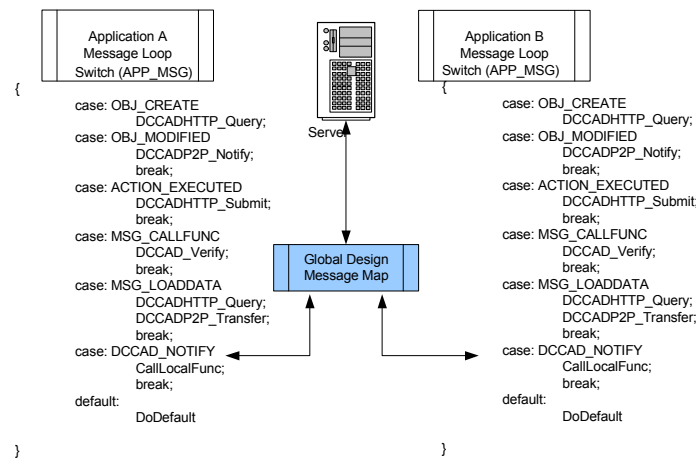 Application A
Message Loop
Switch (APP_MSG)
{
case: OBJ_CREATE
DCCADHTTP_Query;
case: OBJ_MODIFIED
DCCADP2P_Notify;
break;
case: ACTION_EXECUTED
DCCADHTTP_Submit;
break;
case: MSG_CALLFUNC
DCCAD_Verify;
break;
case: MSG_LOADDATA
DCCADHTTP_Query;
DCCADP2P_Transfer;
break;
case: DCCAD_NOTIFY
CallLocalFunc;
break;
default:
DoDefault
}
Server
Global Design
Message Map
Application B
Message Loop
Switch (APP_MSG)
{
case: OBJ_CREATE
DCCADHTTP_Query;
case: OBJ_MODIFIED
DCCADP2P_Notify;
break;
case: ACTION_EXECUTED
DCCADHTTP_Submit;
break;
case: MSG_CALLFUNC
DCCAD_Verify;
break;
case: MSG_LOADDATA
DCCADHTTP_Query;
DCCADP2P_Transfer;
break;
case: DCCAD_NOTIFY
CallLocalFunc;
break;
default:
DoDefault
}